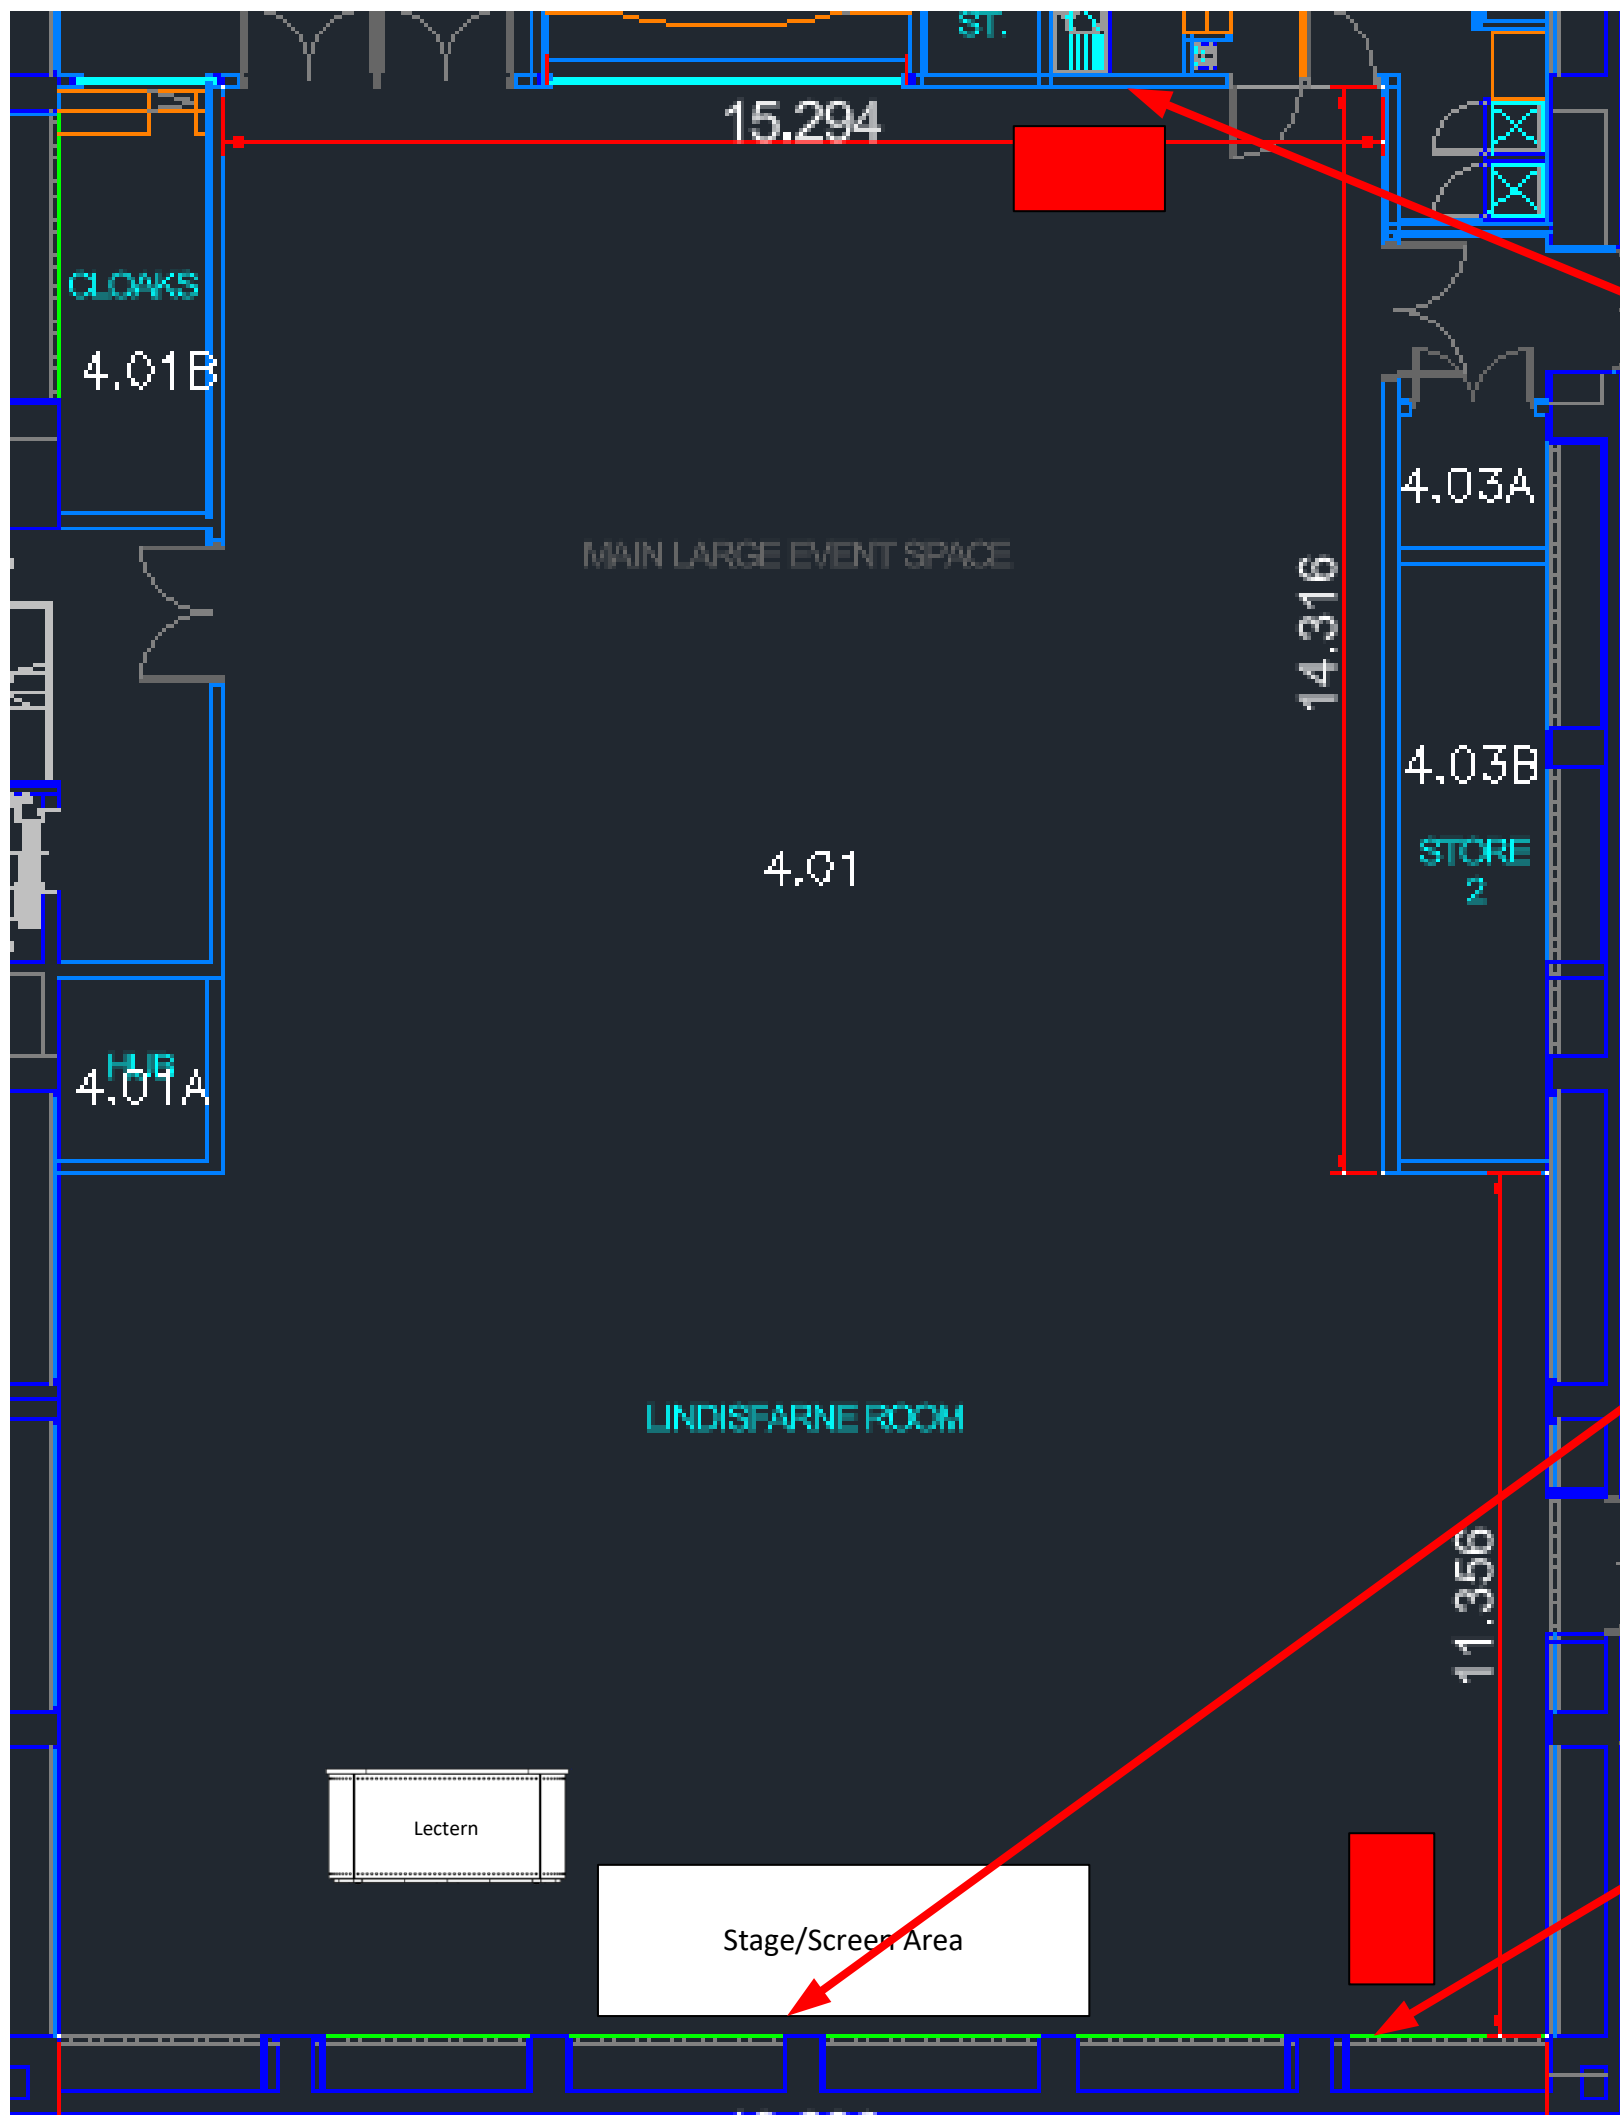 ST.
15.294
CLOAKS
4.01B
4.03A
MAIN LARGE EVENT SPACE
14.316
4.03B
STORE
2
4.01
HUB
4.01A
LINDISFARNE ROOM
11.356
Lectern
Stage/Screen Area